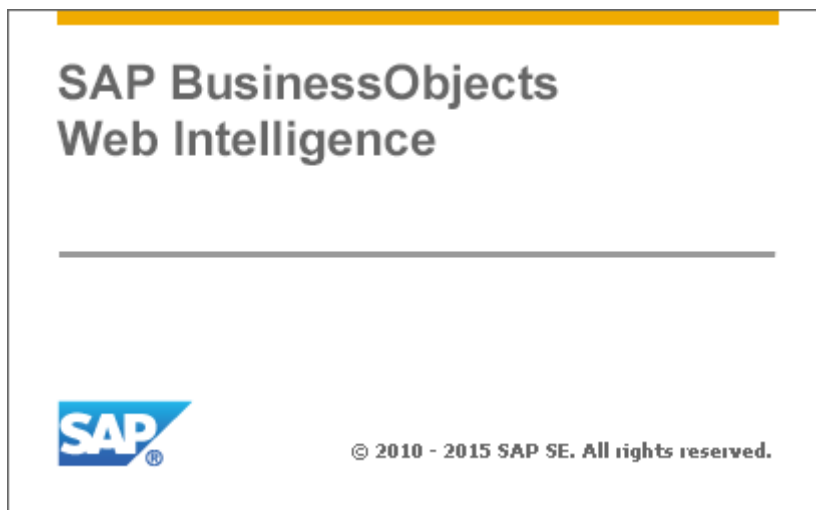 SAP BusinessObjects
Web Intelligence
SAP®
© 2010 - 2015 SAP SE. All rights reserved.